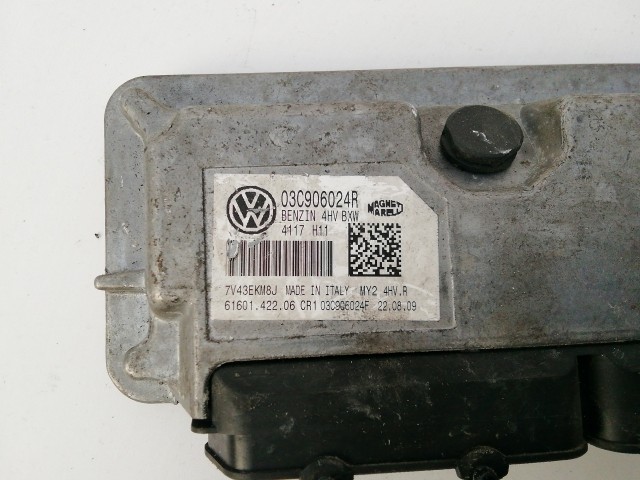 03C906024R
BENZIN 4HV BXW
MAGNETI MARELLI
4117 H11
7V43EKM8J MADE IN ITALY MY2 4HV.R
61601.422.06 CR1 03C906024F 22.08.09